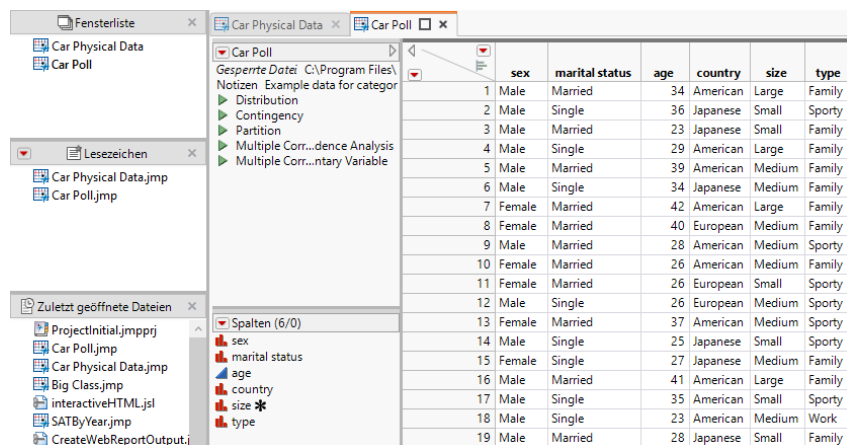 Fensterliste
Car Physical Data
Car Poll
Lesezeichen
Car Physical Data.jmp
Car Poll.jmp
Zuletzt geöffnete Dateien
ProjectInitial.jmpprj
Car Poll.jmp
Car Physical Data.jmp
Big Class.jmp
interactiveHTML.jsl
SATByYear.jmp
CreateWebReportOutput.j
Car Physical Data
Car Poll
Car Poll
Gesperrte Datei C:\Program Files\
Notizen Example data for categor
Distribution
Contingency
Partition
Multiple Corr...dence Analysis
Multiple Corr...ntary Variable
Spalten (6/0)
sex
marital status
age
country
size
type
sex marital status age country size type
1 Male Married 34 American Large Family
2 Male Single 36 Japanese Small Sporty
3 Male Married 23 Japanese Small Family
4 Male Single 29 American Large Family
5 Male Married 39 American Medium Family
6 Male Single 34 Japanese Medium Family
7 Female Married 42 American Large Family
8 Female Married 40 European Medium Family
9 Male Married 28 American Medium Sporty
10 Female Married 26 American Medium Family
11 Female Married 26 European Small Sporty
12 Male Single 26 European Medium Sporty
13 Female Married 37 American Medium Sporty
14 Male Single 25 Japanese Small Sporty
15 Female Single 27 Japanese Medium Family
16 Male Married 41 American Large Family
17 Male Single 35 American Small Sporty
18 Male Single 23 American Medium Work
19 Male Married 28 Japanese Small Family